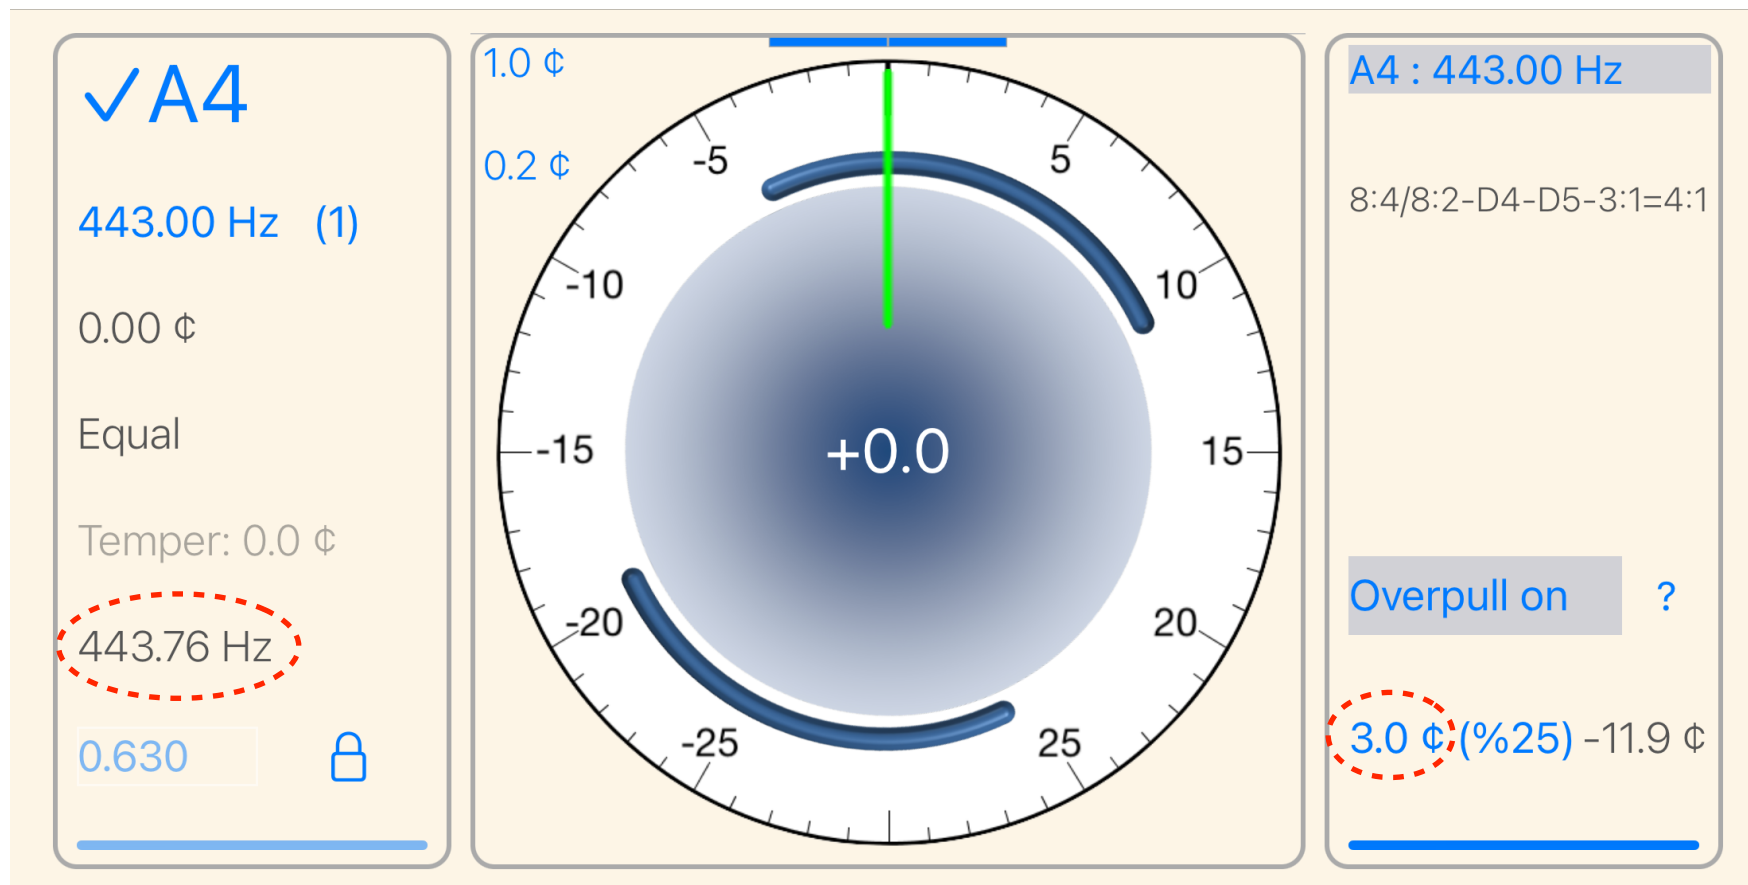 ✓A4
443.00 Hz (1)
0.00 ¢
Equal
Temper: 0.0 ¢
443.76 Hz
0.630
1.0 ¢
0.2 ¢
-5
5
-10
10
-15
15
+0.0
-20
20
-25
25
A4 : 443.00 Hz
8:4/8:2-D4-D5-3:1=4:1
Overpull on ?
3.0 ¢ (%25) -11.9 ¢